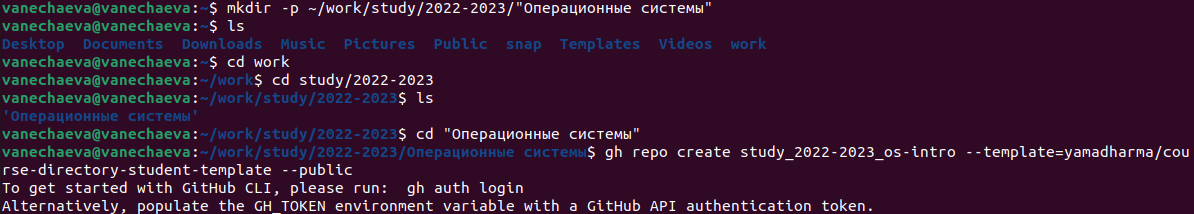 vanechaeva@vanechaeva:~$ mkdir -p ~/work/study/2022-2023/"Операционные системы"
vanechaeva@vanechaeva:~$ ls
Desktop  Documents  Downloads  Music  Pictures  Public  snap  Templates  Videos  work
vanechaeva@vanechaeva:~$ cd work
vanechaeva@vanechaeva:~/work$ cd study/2022-2023
vanechaeva@vanechaeva:~/work/study/2022-2023$ ls
'Операционные системы'
vanechaeva@vanechaeva:~/work/study/2022-2023$ cd "Операционные системы"
vanechaeva@vanechaeva:~/work/study/2022-2023/Операционные системы$ gh repo create study_2022-2023_os-intro --template=yamadharma/cou
rse-directory-student-template --public
To get started with GitHub CLI, please run:  gh auth login
Alternatively, populate the GH_TOKEN environment variable with a GitHub API authentication token.